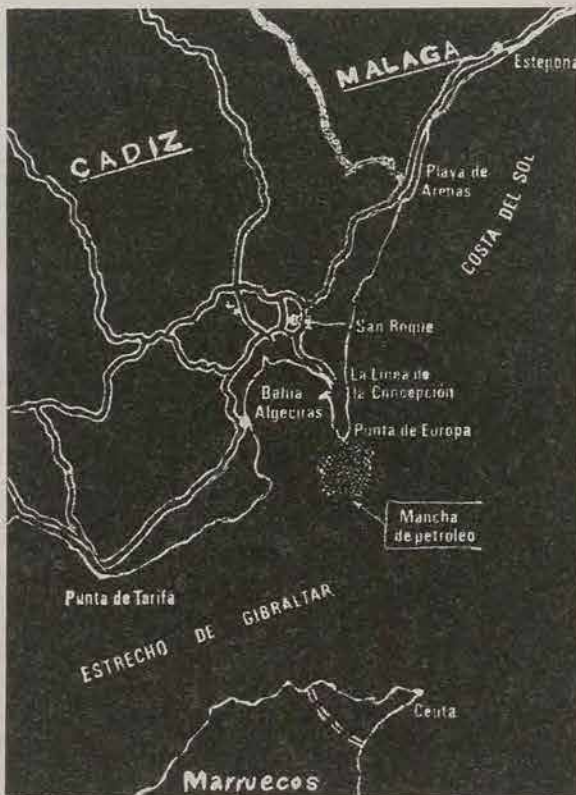 MALAGA
Estepona
CADIZ
Playa de
Arenas
COSTA DEL SOL
San Roque
La Linea de
la Concepción
Bahia
Algeciras
Punta de Europa
Mancha
de petroleo
Punta de Tarifa
ESTRECHO DE GIBRALTAR
Ceuta
Marruecos